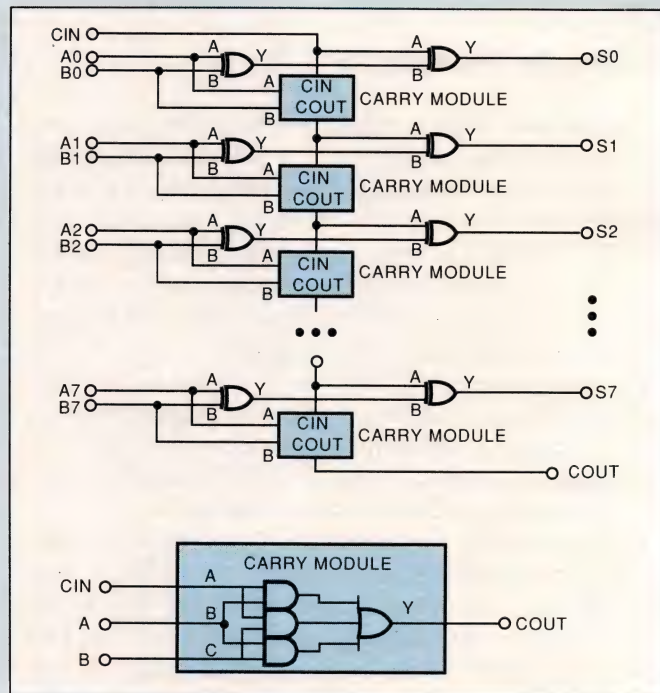 CIN
A0 A Y A Y S0
B0 B A CIN B
B COUT CARRY MODULE
A1 A Y A Y S1
B1 B A CIN B
B COUT CARRY MODULE
A2 A Y A Y S2
B2 B A CIN B
B COUT CARRY MODULE
A7 A Y A Y S7
B7 B A CIN B
B COUT CARRY MODULE
COUT
CARRY MODULE
CIN A
A B Y COUT
B C